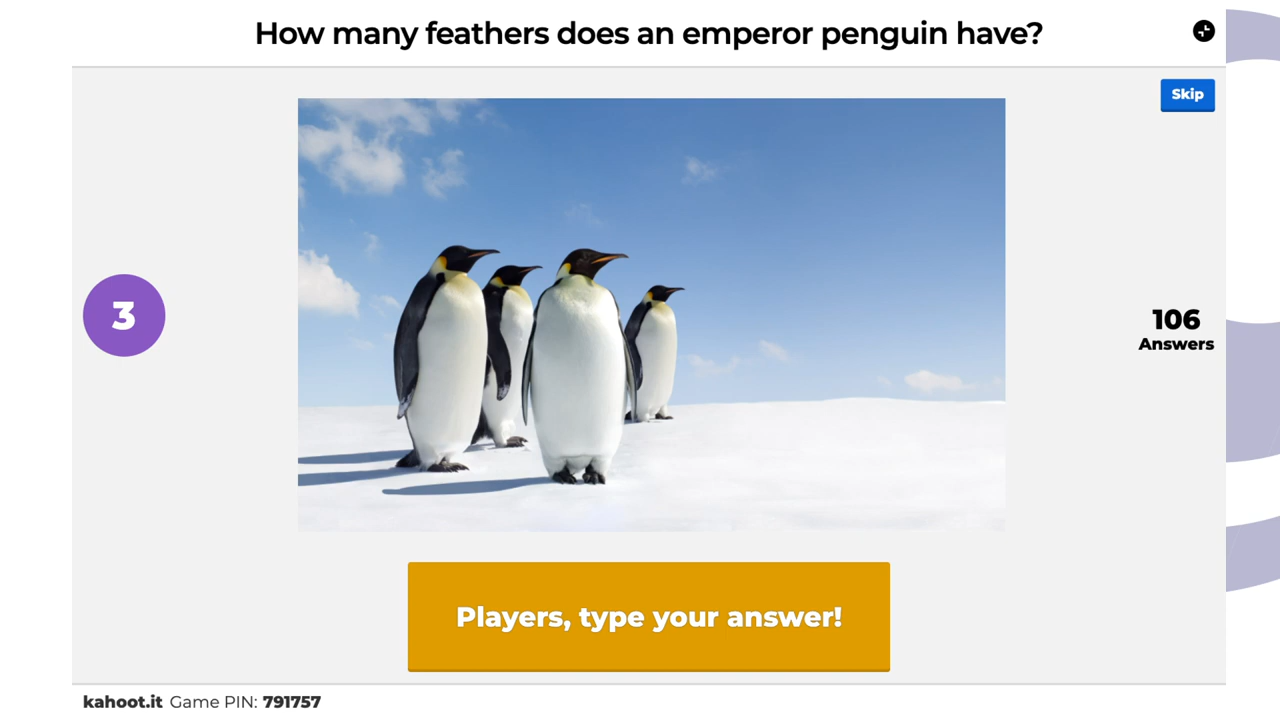 How many feathers does an emperor penguin have?
Skip
3
106
Answers
Players, type your answer!
kahoot.it Game PIN: 791757